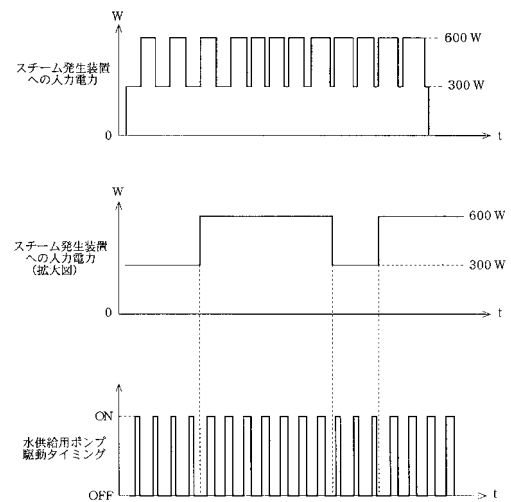 W
600 W
スチーム発生装置
への入力電力
300 W
0
t
W
600 W
スチーム発生装置
への入力電力
(拡大図)
300 W
0
t
ON
水供給用ポンプ
駆動タイミング
OFF
t